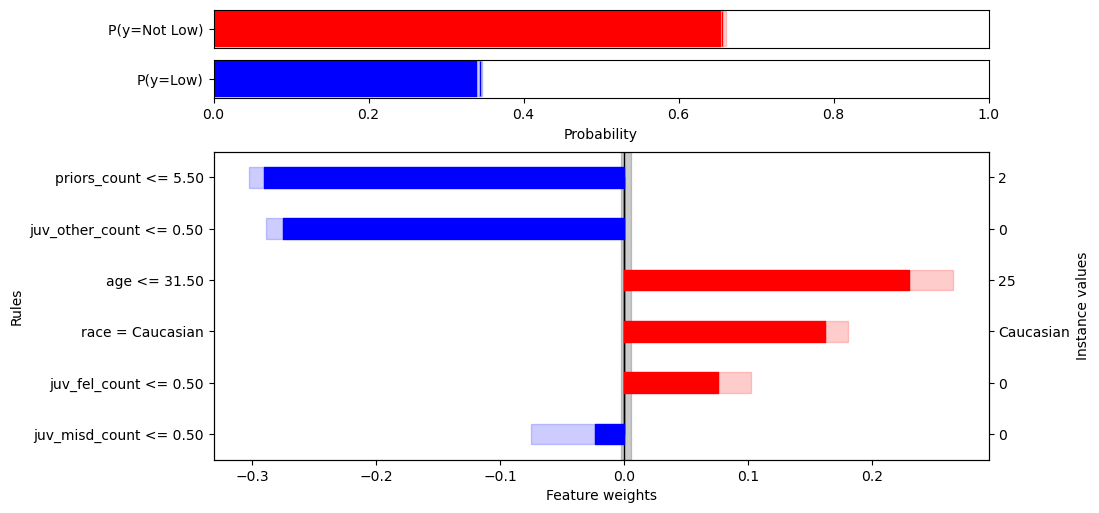 P(y=Not Low)
P(y=Low)
0.0 0.2 0.4 0.6 0.8 1.0
Probability
priors_count <= 5.50 2
juv_other_count <= 0.50 0
age <= 31.50 25
race = Caucasian Caucasian
juv_fel_count <= 0.50 0
juv_misd_count <= 0.50 0
Rules
Instance values
−0.3 −0.2 −0.1 0.0 0.1 0.2
Feature weights